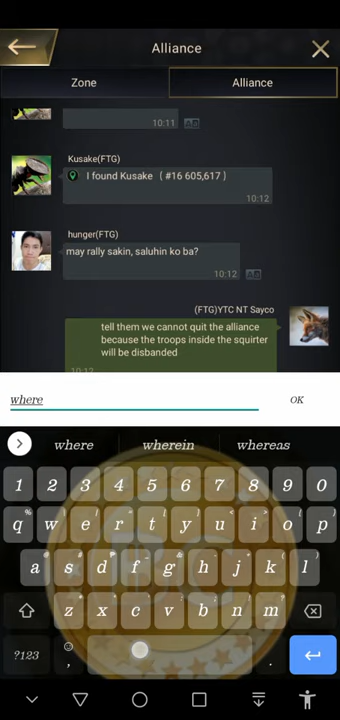 Alliance
Zone
Alliance
10:11
Kusake(FTG)
I found Kusake ( #16 605,617 )
10:12
hunger(FTG)
may rally sakin, saluhin ko ba?
10:12
(FTG)YTC NT Sayco
tell them we cannot quit the alliance
because the troops inside the squirter
will be disbanded
10:12
where
OK
where wherein whereas
1 2 3 4 5 6 7 8 9 0
q w e r t y u i o p
a s d f g h j k l
z x c v b n m
?123 , .